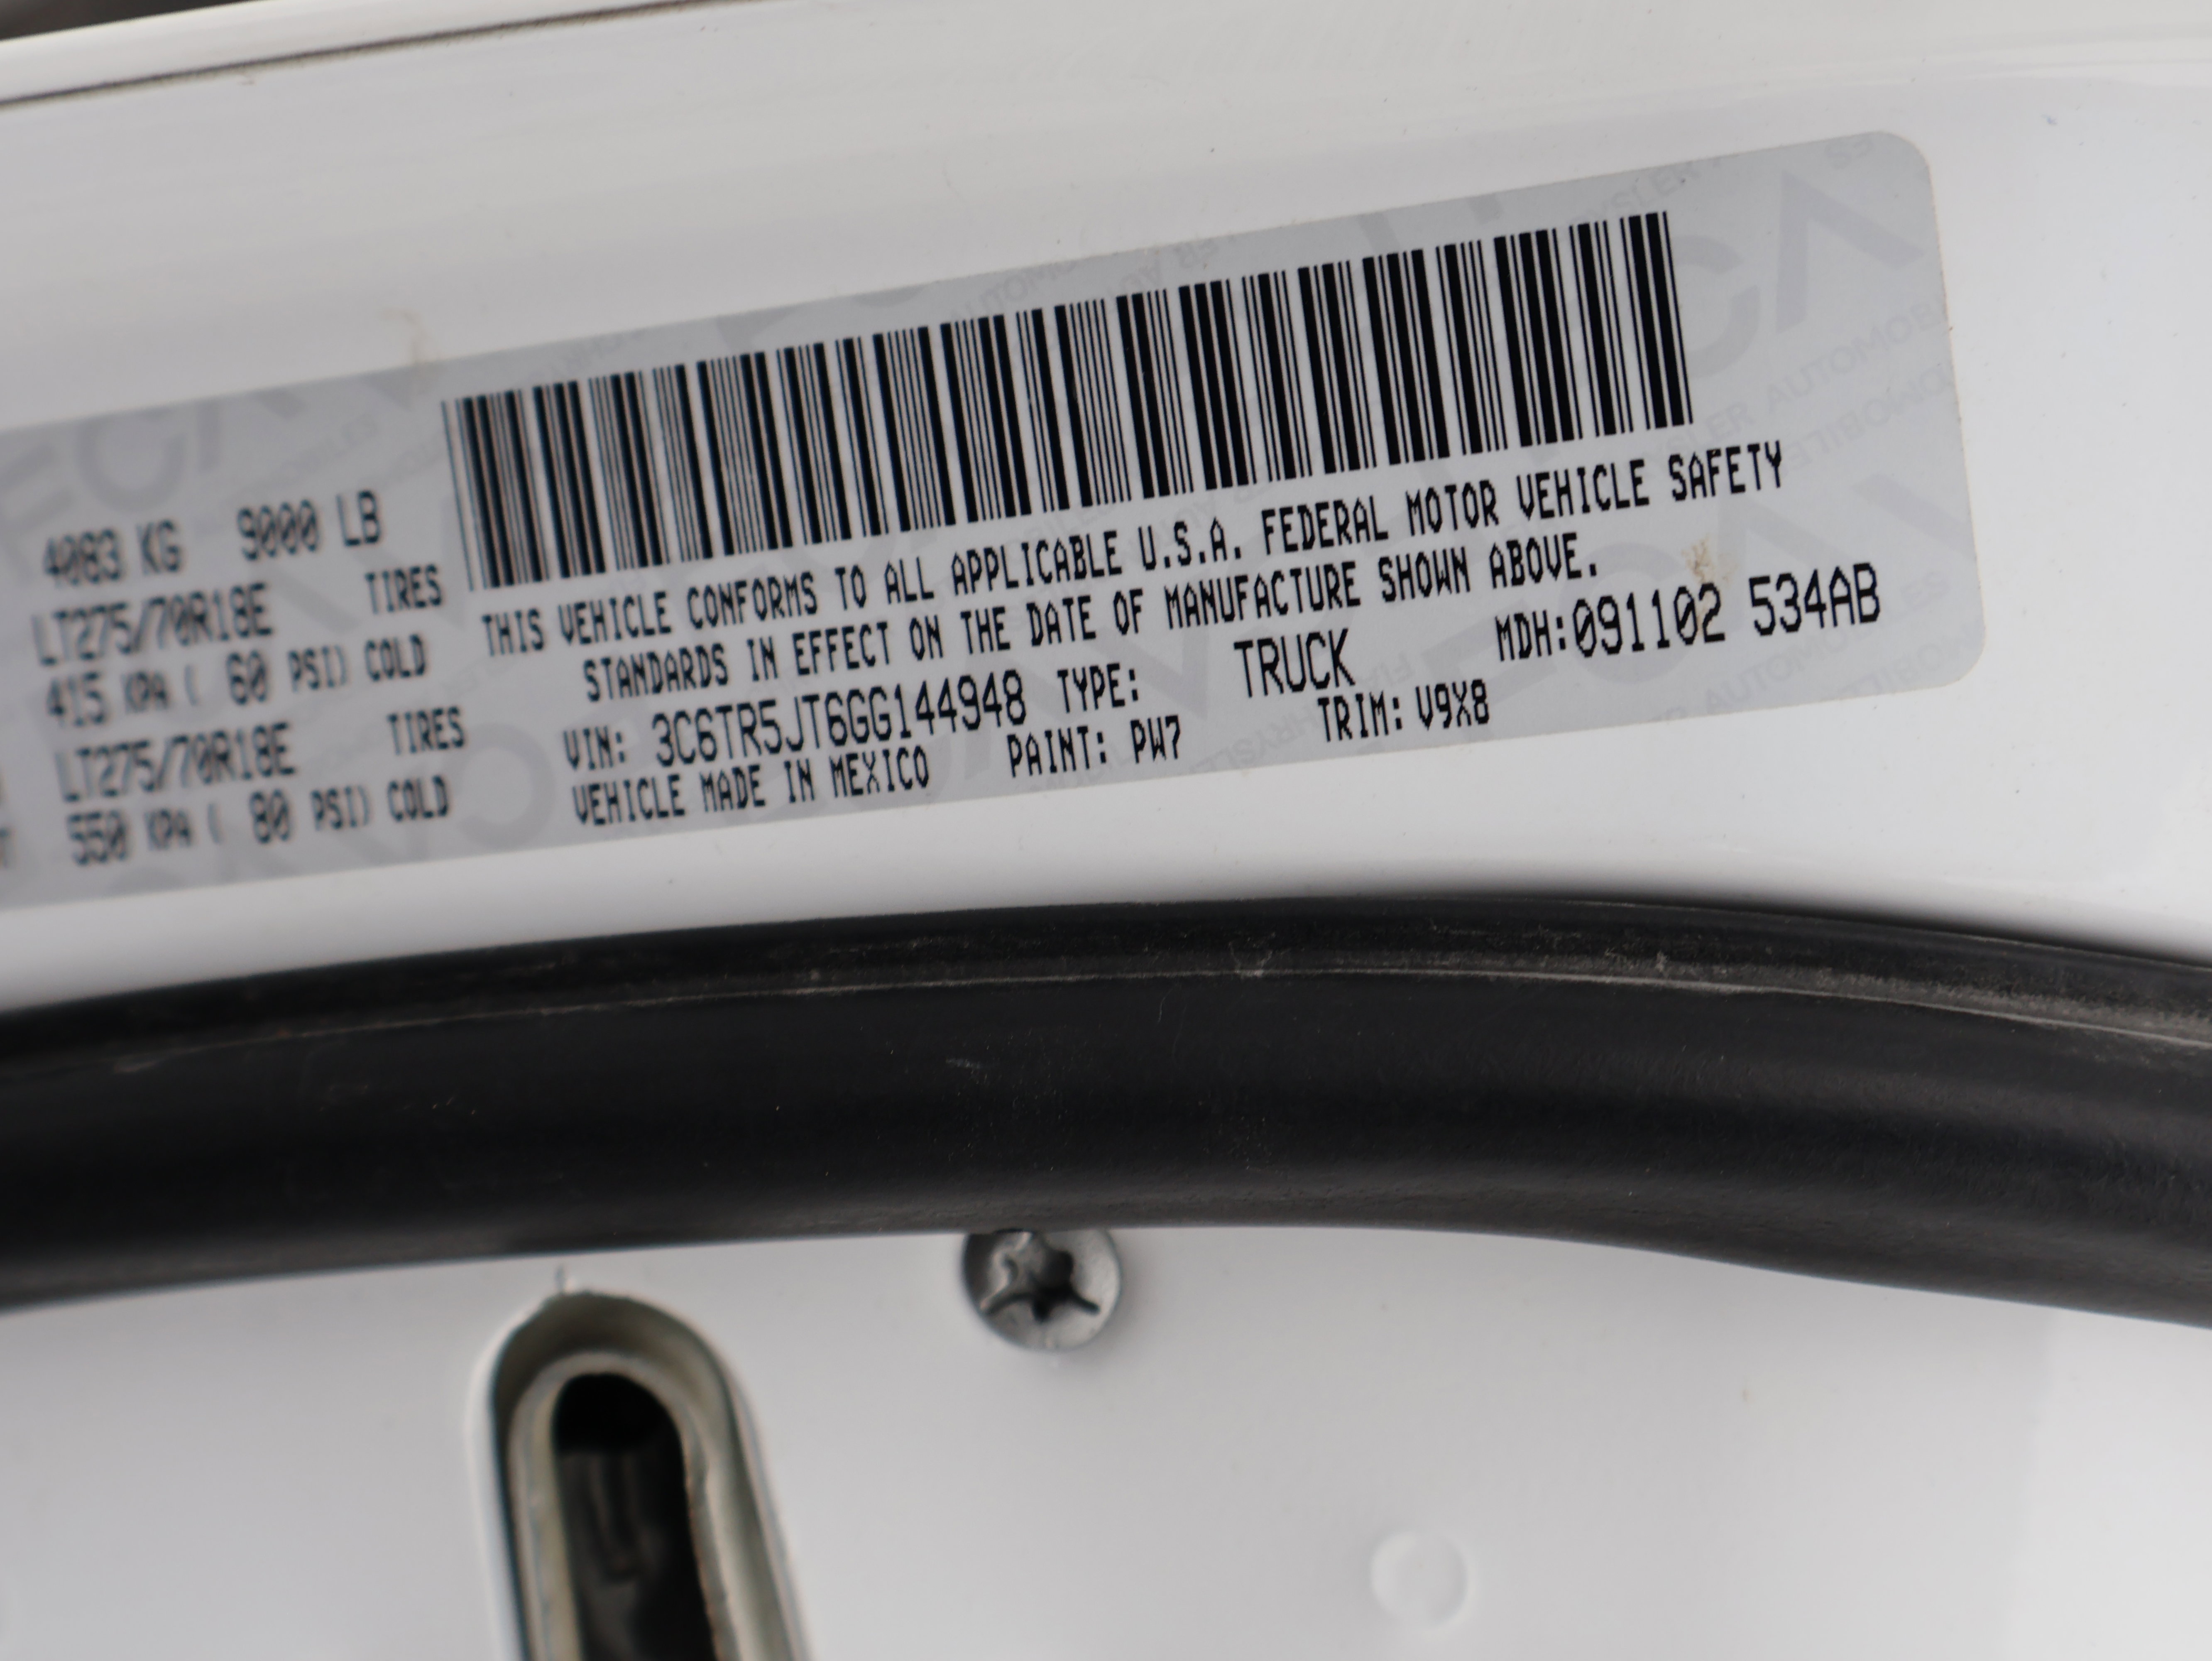 4083 KG 9000 LB
LT275/70R18E TIRES
415 KPA ( 60 PSI) COLD
LT275/70R18E TIRES
550 KPA ( 80 PSI) COLD
THIS VEHICLE CONFORMS TO ALL APPLICABLE U.S.A. FEDERAL MOTOR VEHICLE SAFETY
STANDARDS IN EFFECT ON THE DATE OF MANUFACTURE SHOWN ABOVE.
VIN: 3C6TR5JT6GG144948 TYPE: TRUCK MDH:091102 534AB
VEHICLE MADE IN MEXICO PAINT: PW7 TRIM: V9X8